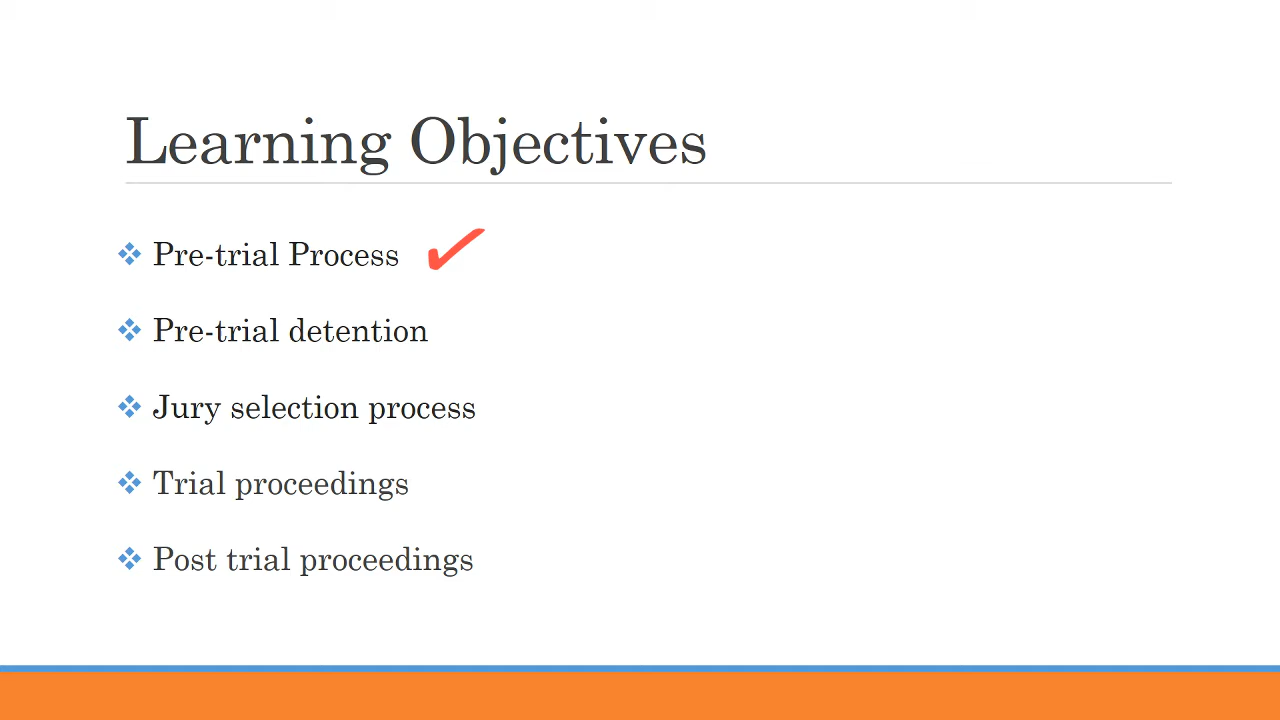 Learning Objectives
Pre-trial Process
Pre-trial detention
Jury selection process
Trial proceedings
Post trial proceedings